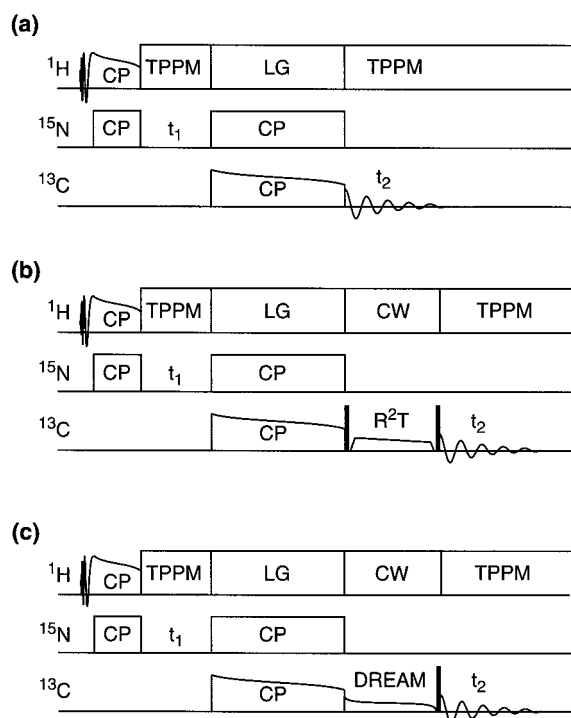 (a)
¹H CP TPPM LG TPPM
¹⁵N CP t₁ CP
¹³C CP t₂
(b)
¹H CP TPPM LG CW TPPM
¹⁵N CP t₁ CP
¹³C CP R²T t₂
(c)
¹H CP TPPM LG CW TPPM
¹⁵N CP t₁ CP
¹³C CP DREAM t₂